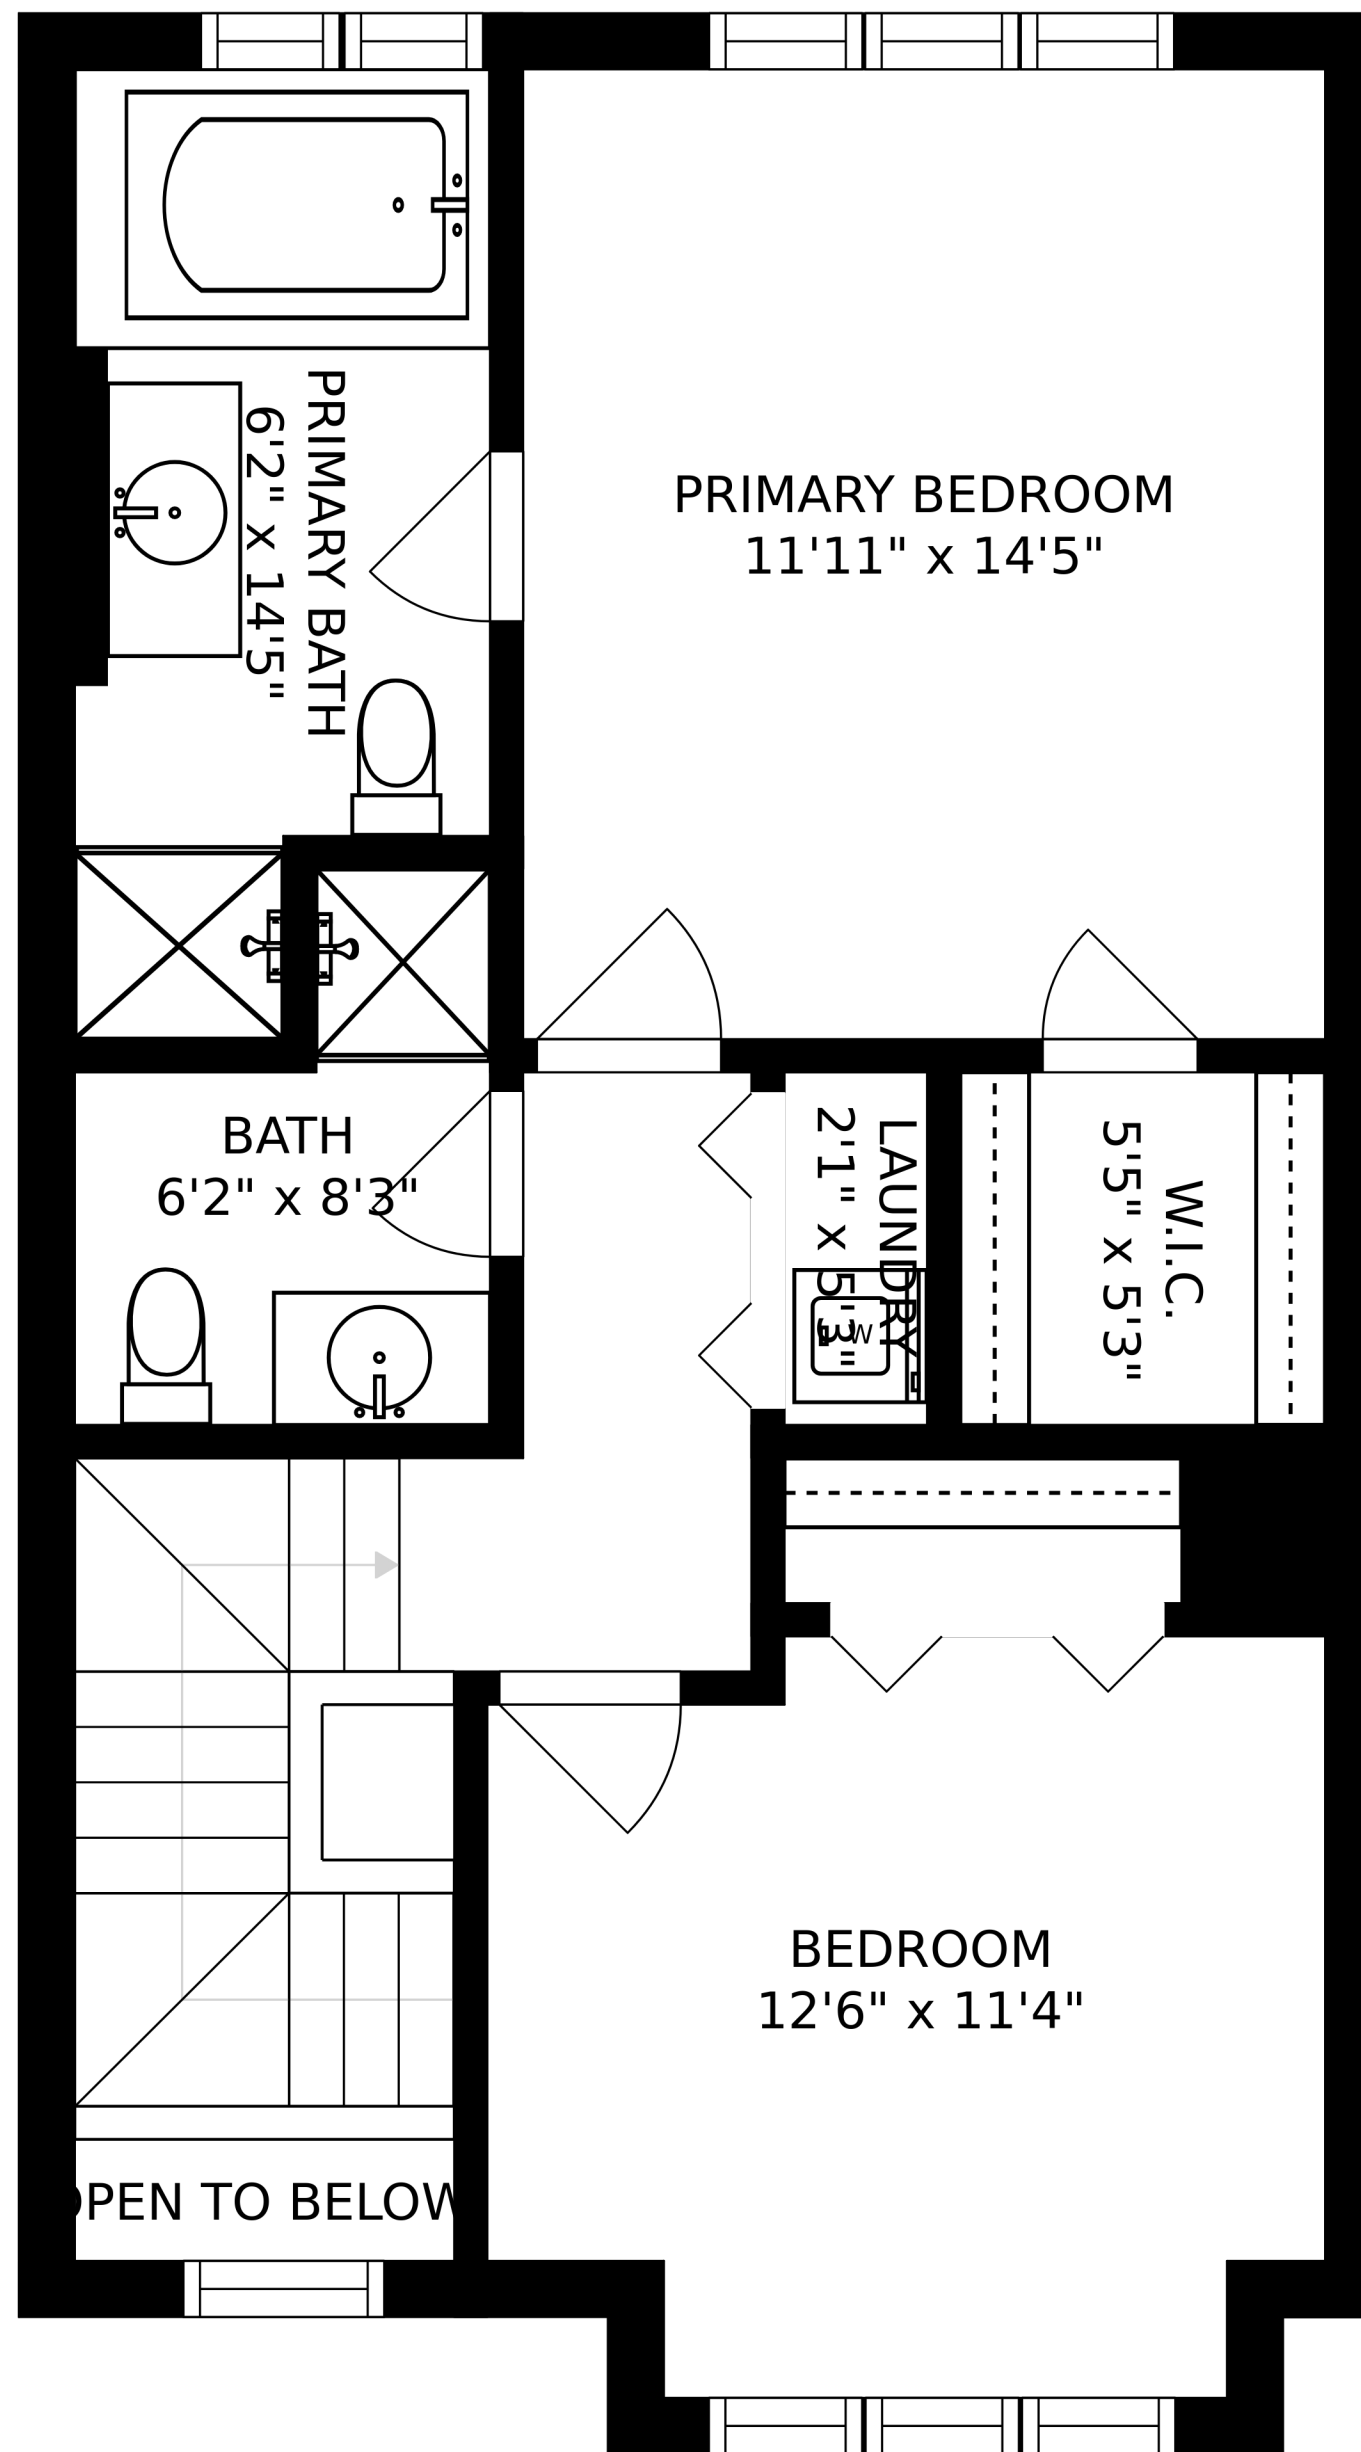 PRIMARY BATH
6'2" x 14'5"
PRIMARY BEDROOM
11'11" x 14'5"
BATH
6'2" x 8'3"
LAUNDRY
2'1" x 5'3"
W
W.I.C.
5'5" x 5'3"
BEDROOM
12'6" x 11'4"
OPEN TO BELOW